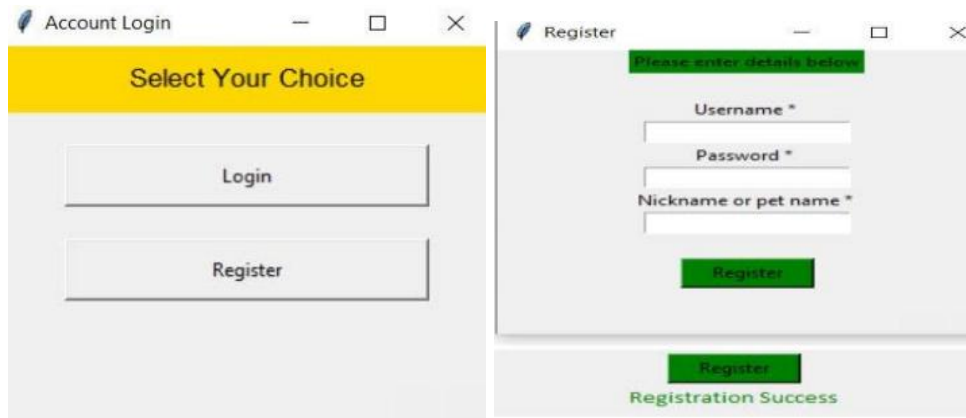 Account Login
Select Your Choice
Login
Register
Register
Please enter details below
Username *
Password *
Nickname or pet name *
Register
Register
Registration Success